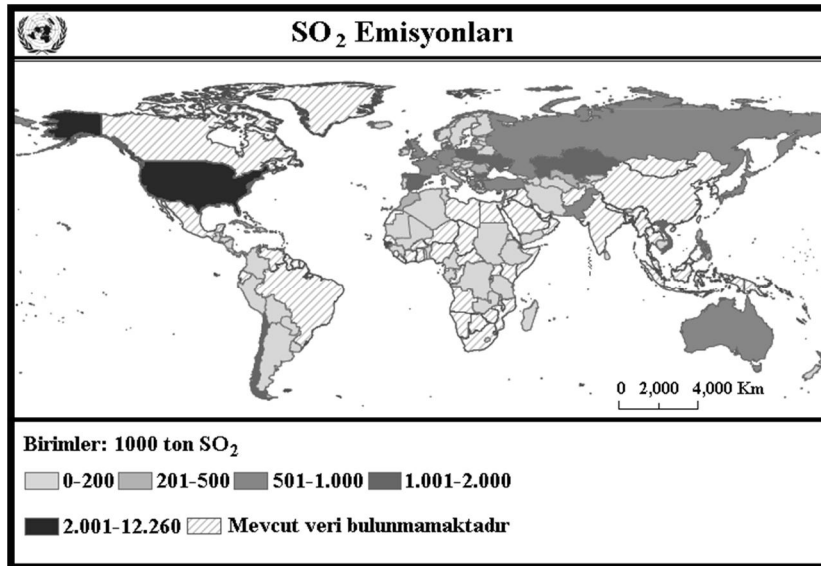 SO₂ Emisyonları
0 2,000 4,000 Km
Birimler: 1000 ton SO₂
0-200 201-500 501-1.000 1.001-2.000
2.001-12.260 Mevcut veri bulunmamaktadır